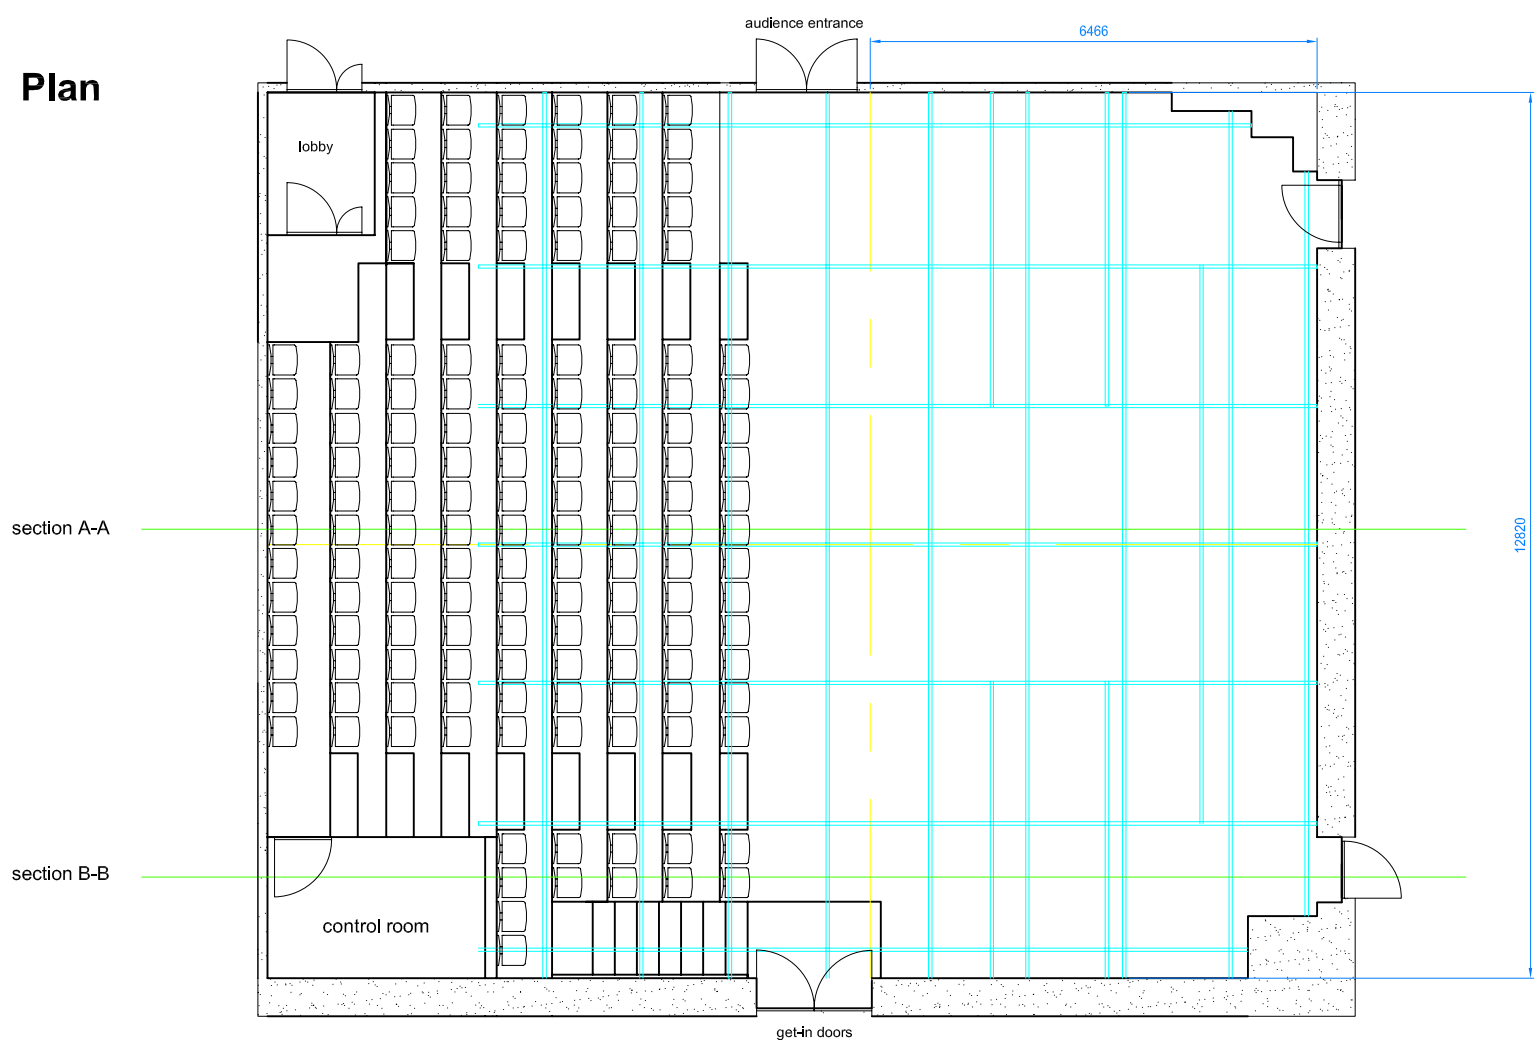 audience entrance
6466
Plan
lobby
section A-A
12820
section B-B
control room
get-in doors